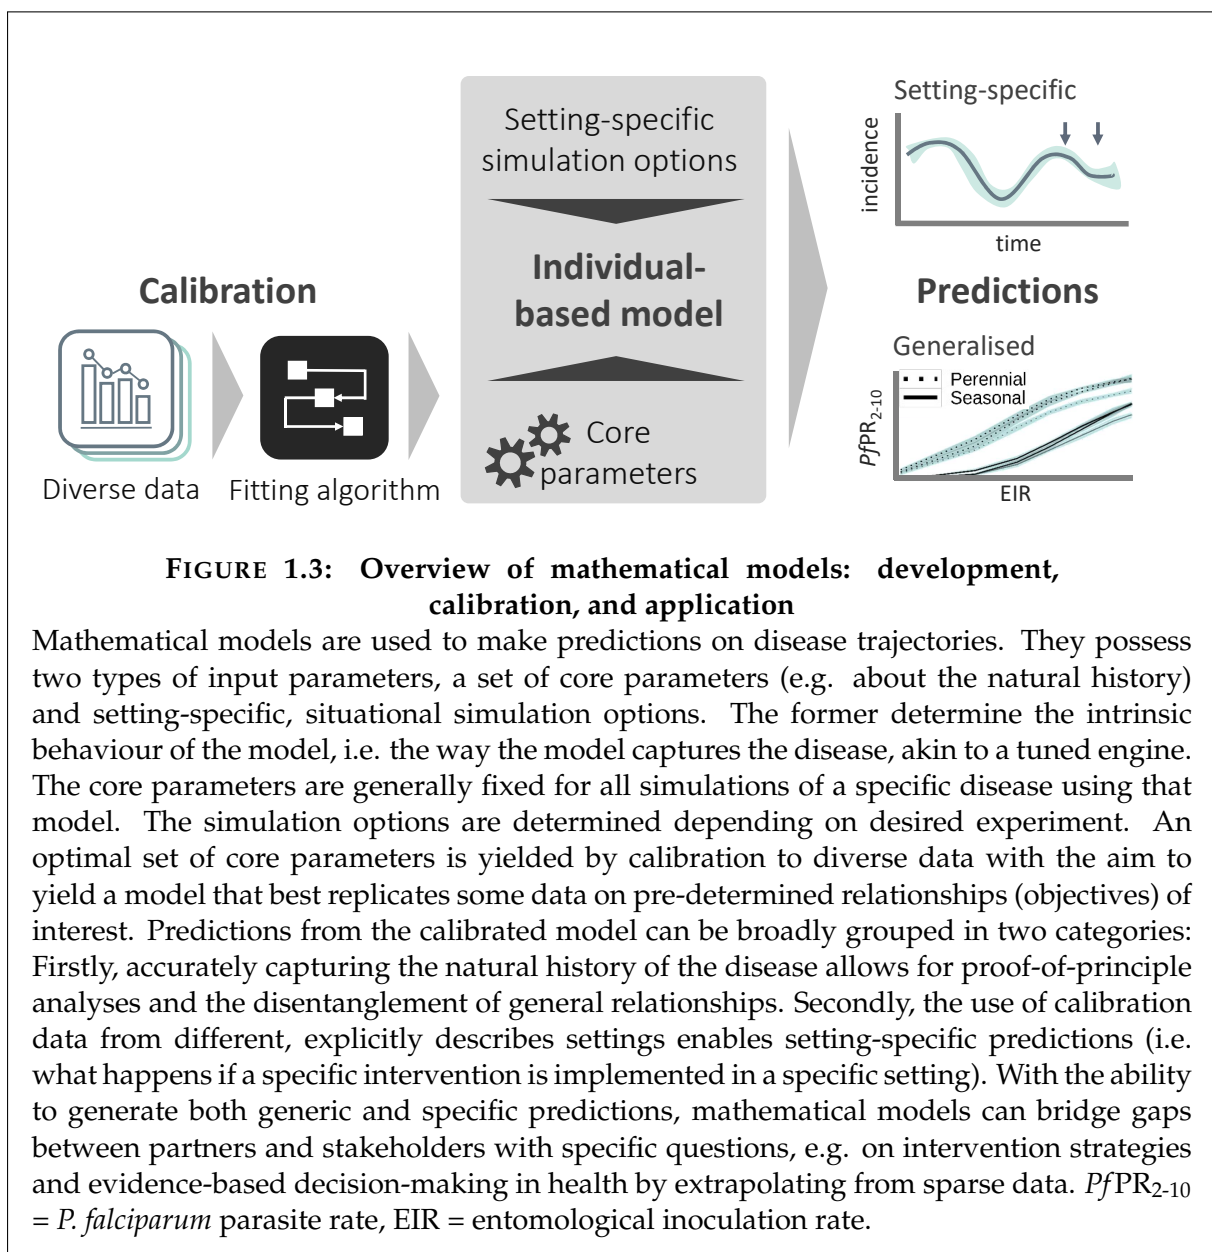 Calibration
Diverse data
Fitting algorithm
Setting-specific
simulation options
Individual-
based model
Core
parameters
Setting-specific
incidence
time
Predictions
Generalised
Perennial
Seasonal
PfPR2-10
EIR
FIGURE 1.3: Overview of mathematical models: development,
calibration, and application
Mathematical models are used to make predictions on disease trajectories. They possess
two types of input parameters, a set of core parameters (e.g. about the natural history)
and setting-specific, situational simulation options. The former determine the intrinsic
behaviour of the model, i.e. the way the model captures the disease, akin to a tuned engine.
The core parameters are generally fixed for all simulations of a specific disease using that
model. The simulation options are determined depending on desired experiment. An
optimal set of core parameters is yielded by calibration to diverse data with the aim to
yield a model that best replicates some data on pre-determined relationships (objectives) of
interest. Predictions from the calibrated model can be broadly grouped in two categories:
Firstly, accurately capturing the natural history of the disease allows for proof-of-principle
analyses and the disentanglement of general relationships. Secondly, the use of calibration
data from different, explicitly describes settings enables setting-specific predictions (i.e.
what happens if a specific intervention is implemented in a specific setting). With the ability
to generate both generic and specific predictions, mathematical models can bridge gaps
between partners and stakeholders with specific questions, e.g. on intervention strategies
and evidence-based decision-making in health by extrapolating from sparse data. PfPR2-10
= P. falciparum parasite rate, EIR = entomological inoculation rate.